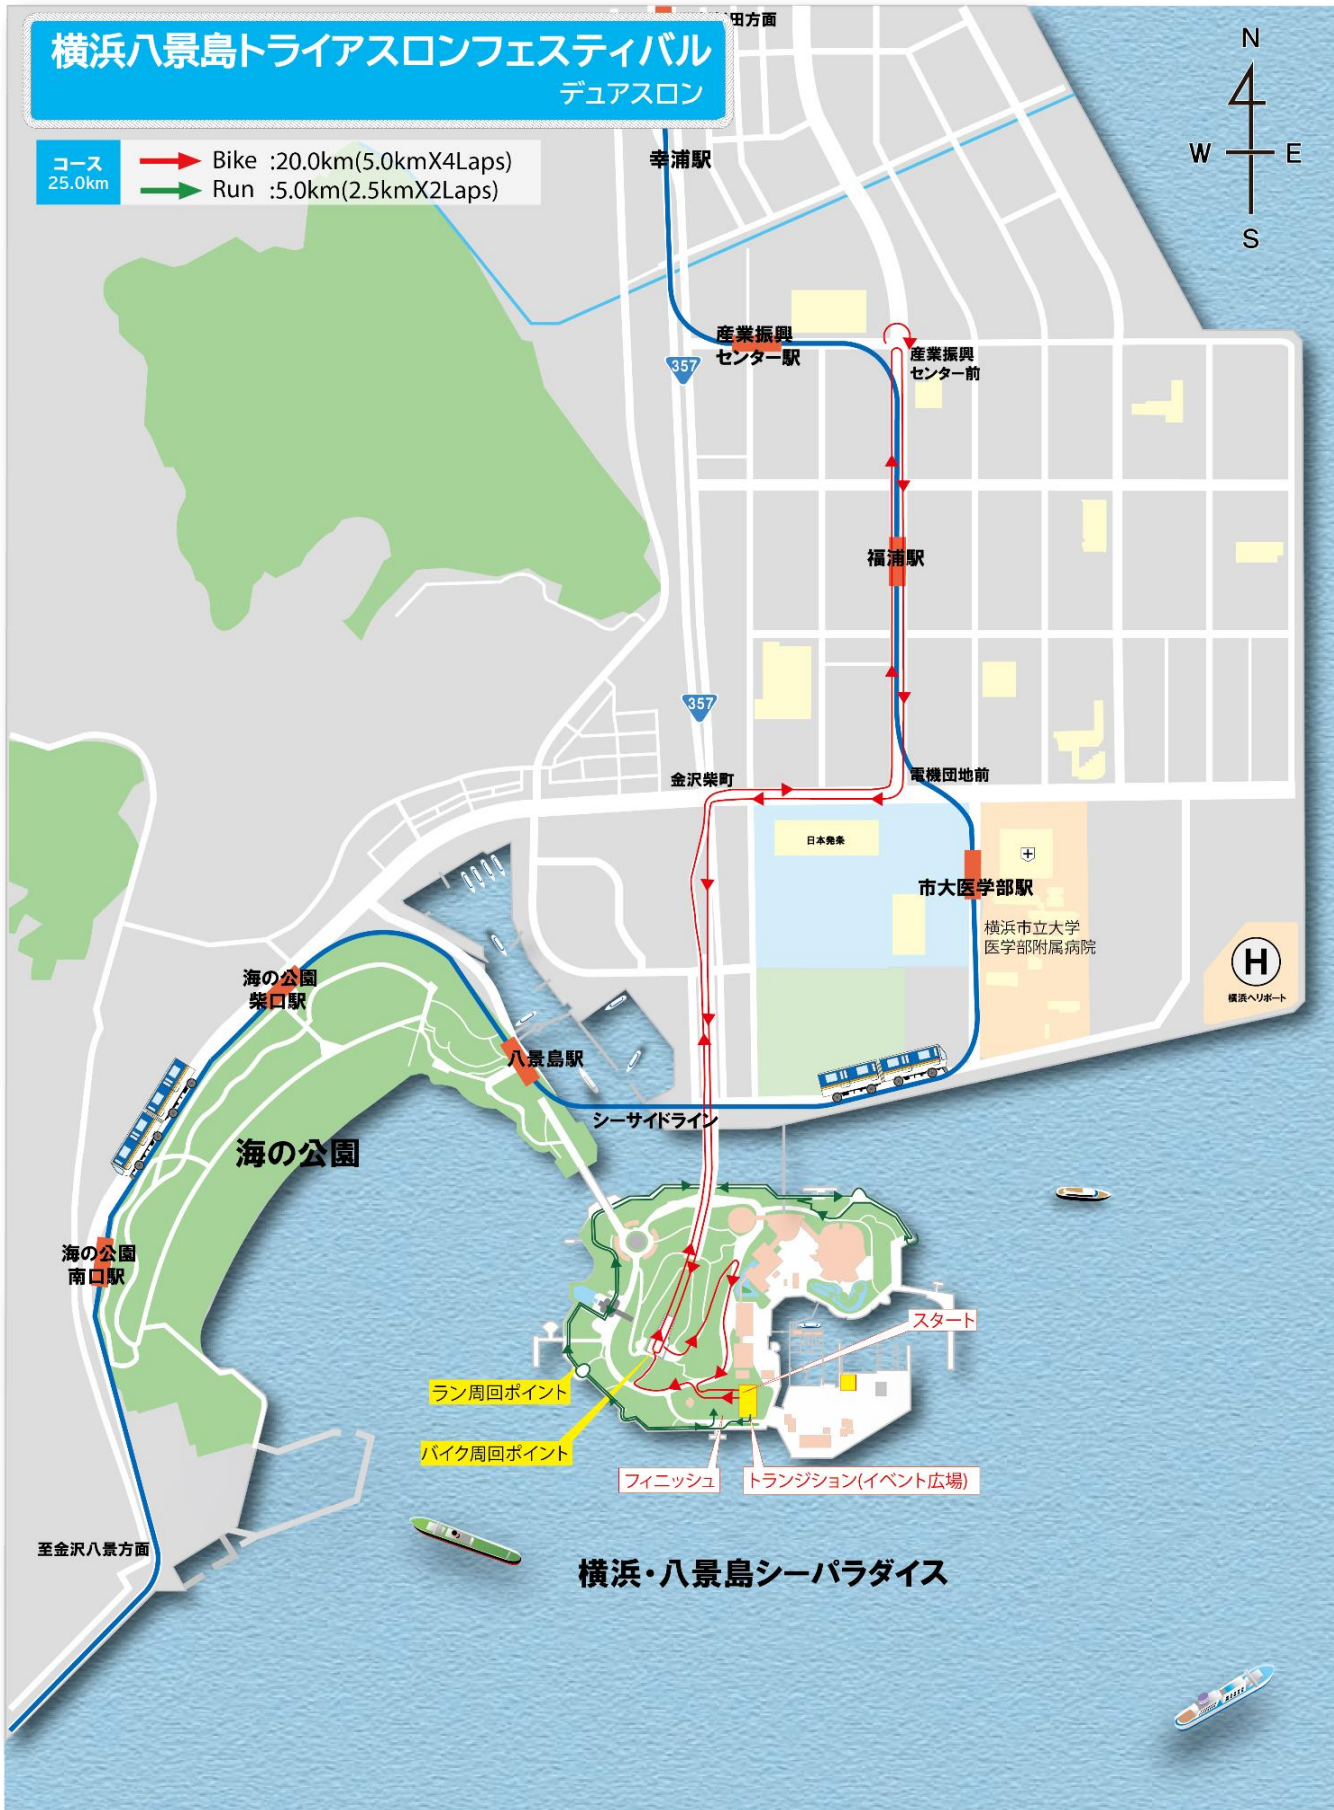 横浜八景島トライアスロンフェスティバル
デュアスロン
田方面
N
W
E
S
コース
25.0km
Bike :20.0km(5.0kmX4Laps)
Run :5.0km(2.5kmX2Laps)
幸浦駅
産業振興
センター駅
357
産業振興
センター前
福浦駅
357
金沢柴町
電機団地前
日本発条
市大医学部駅
横浜市立大学
医学部附属病院
H
横浜ヘリポート
海の公園
柴口駅
八景島駅
シーサイドライン
海の公園
海の公園
南口駅
スタート
ラン周回ポイント
バイク周回ポイント
フィニッシュ
トランジション(イベント広場)
至金沢八景方面
横浜・八景島シーパラダイス